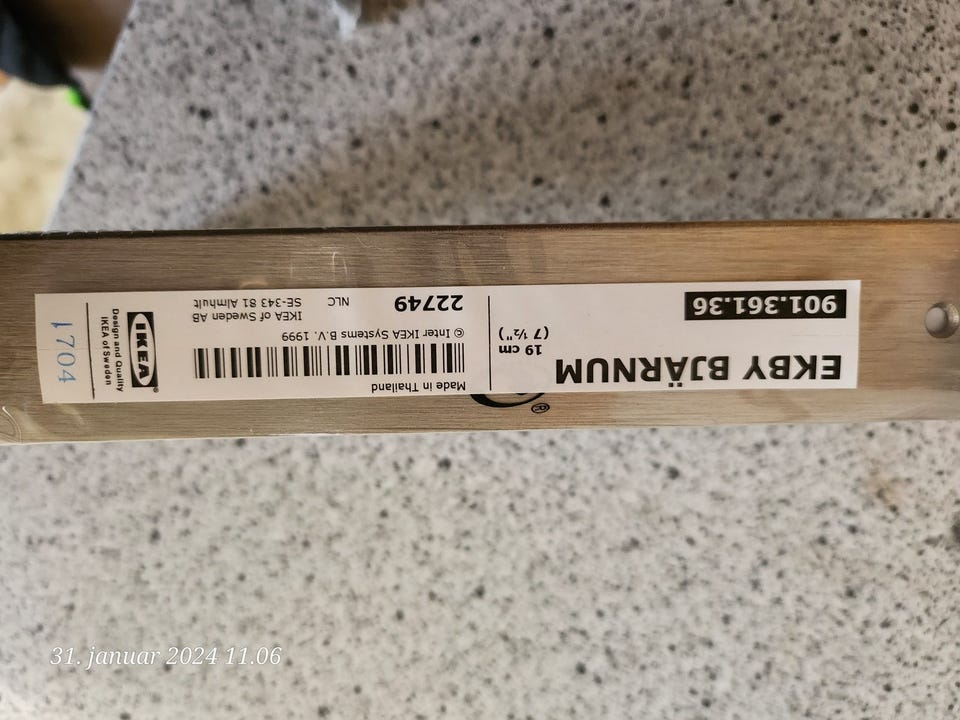 EKBY BJÄRNUM
19 cm
(7 ½")
901.361.36
Made in Thailand
© Inter IKEA Systems B.V. 1999
22749
NLC
IKEA of Sweden AB
SE-343 81 Älmhult
IKEA®
Design and Quality
IKEA of Sweden
1704
®
31. januar 2024 11.06